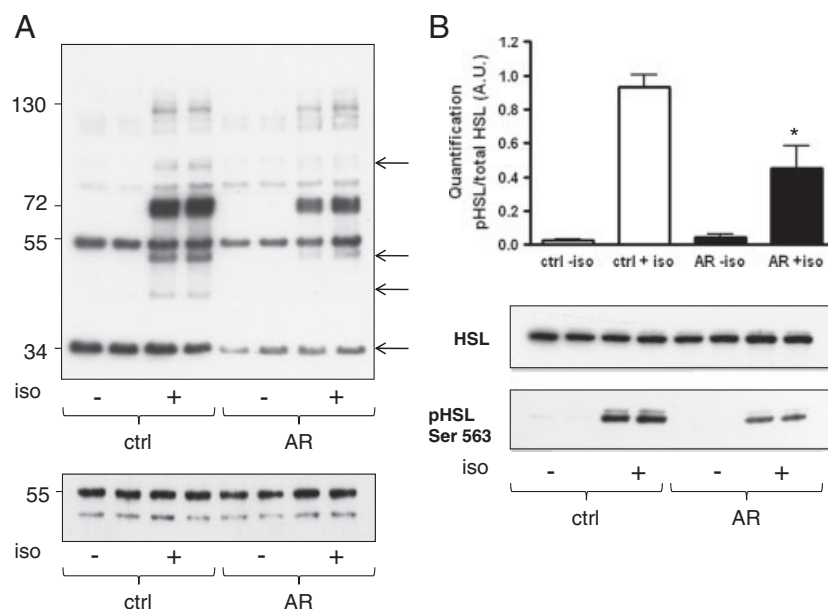 A
130
72
55
34
iso - + - +
ctrl AR
55
iso - + - +
ctrl AR
B
Quantification
pHSL/total HSL (A.U.)
1.2
1.0
0.8
0.6
0.4
0.2
0.0
*
ctrl -iso ctrl + iso AR -iso AR +iso
HSL
pHSL
Ser 563
iso - + - +
ctrl AR